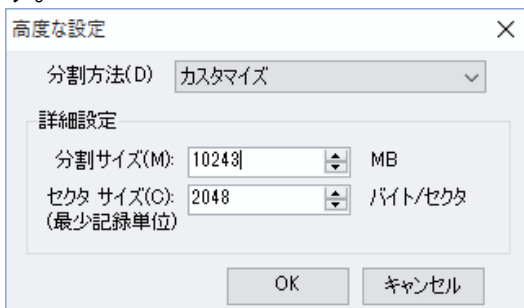 す。
高度な設定
分割方法(D) カスタマイズ
詳細設定
分割サイズ(M): 10243 MB
セクタ サイズ(C): 2048 バイト/セクタ
(最少記録単位)
OK キャンセル